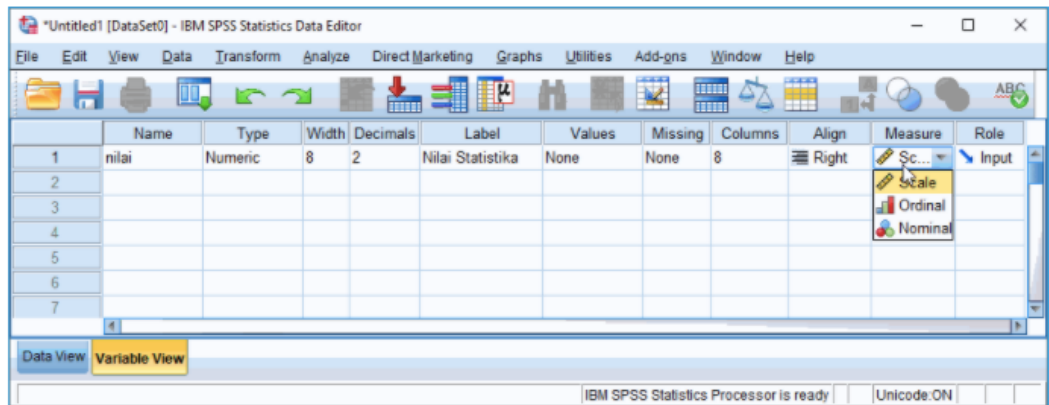 *Untitled1 [DataSet0] - IBM SPSS Statistics Data Editor
File Edit View Data Transform Analyze Direct Marketing Graphs Utilities Add-ons Window Help
Name Type Width Decimals Label Values Missing Columns Align Measure Role
1 nilai Numeric 8 2 Nilai Statistika None None 8 Right Sc... Input
2 Scale
3 Ordinal
4 Nominal
5
6
7
Data View Variable View
IBM SPSS Statistics Processor is ready Unicode:ON